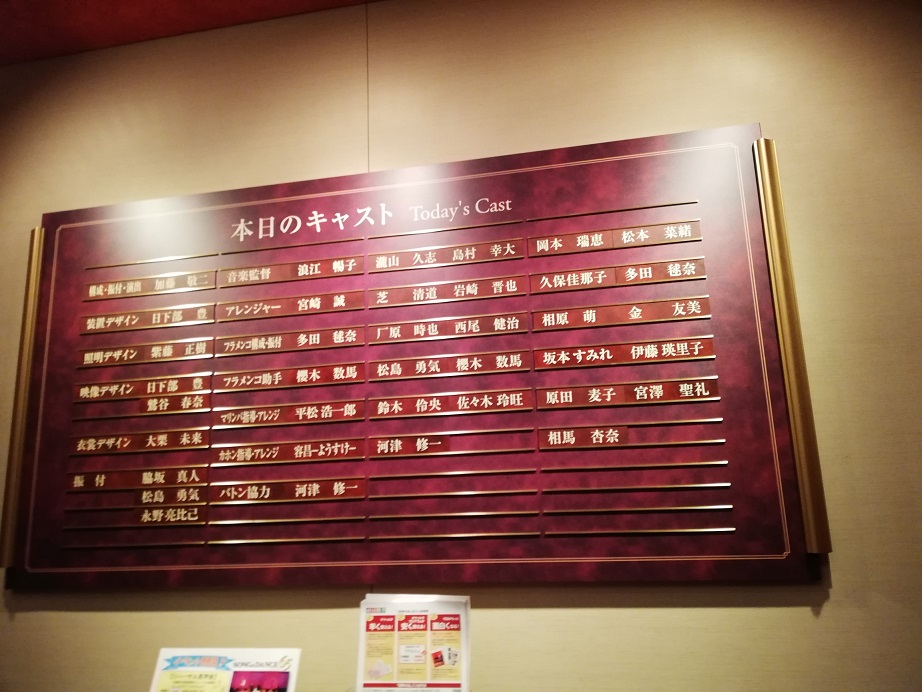 本日のキャスト Today's Cast
構成・振付・演出 加藤 敬二
装置デザイン 日下部 豊
照明デザイン 紫藤 正樹
映像デザイン 日下部 豊
鷲谷 春奈
衣裳デザイン 大栗 未来
振付 脇坂 真人
松島 勇気
永野亮比己
音楽監督 浪江 暢子
アレンジャー 宮崎 誠
フラメンコ構成・振付 多田 毬奈
フラメンコ助手 櫻木 数馬
マリンバ指導・アレンジ 平松 浩一郎
カホン指導・アレンジ 容昌-ようすけー
バトン協力 河津 修一
瀧山 久志 島村 幸大
芝 清道 岩崎 晋也
厂原 時也 西尾 健治
松島 勇気 櫻木 数馬
鈴木 伶央 佐々木 玲旺
河津 修一
岡本 瑞恵 松本 菜緒
久保佳那子 多田 毬奈
相原 萌 金 友美
坂本 すみれ 伊藤 瑛里子
原田 麦子 宮澤 聖礼
相馬 杏奈
早く
安く
面白く
SONG & DANCE